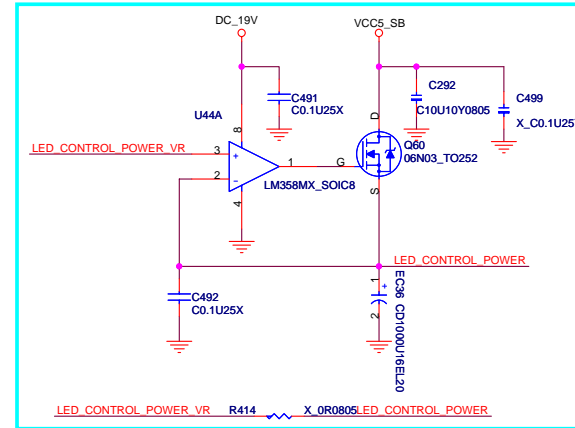 DC_19V
VCC5_SB
C491
C0.1U25X
C292
C10U10Y0805
C499
X_C0.1U25
U44A
8
LED_CONTROL_POWER_VR
3
+
1
2
-
4
LM358MX_SOIC8
D
G
S
Q60
06N03_TO252
LED_CONTROL_POWER
C492
C0.1U25X
1
+
2
EC36 CD1000U16EL20
LED_CONTROL_POWER_VR
R414
X_0R0805
LED_CONTROL_POWER